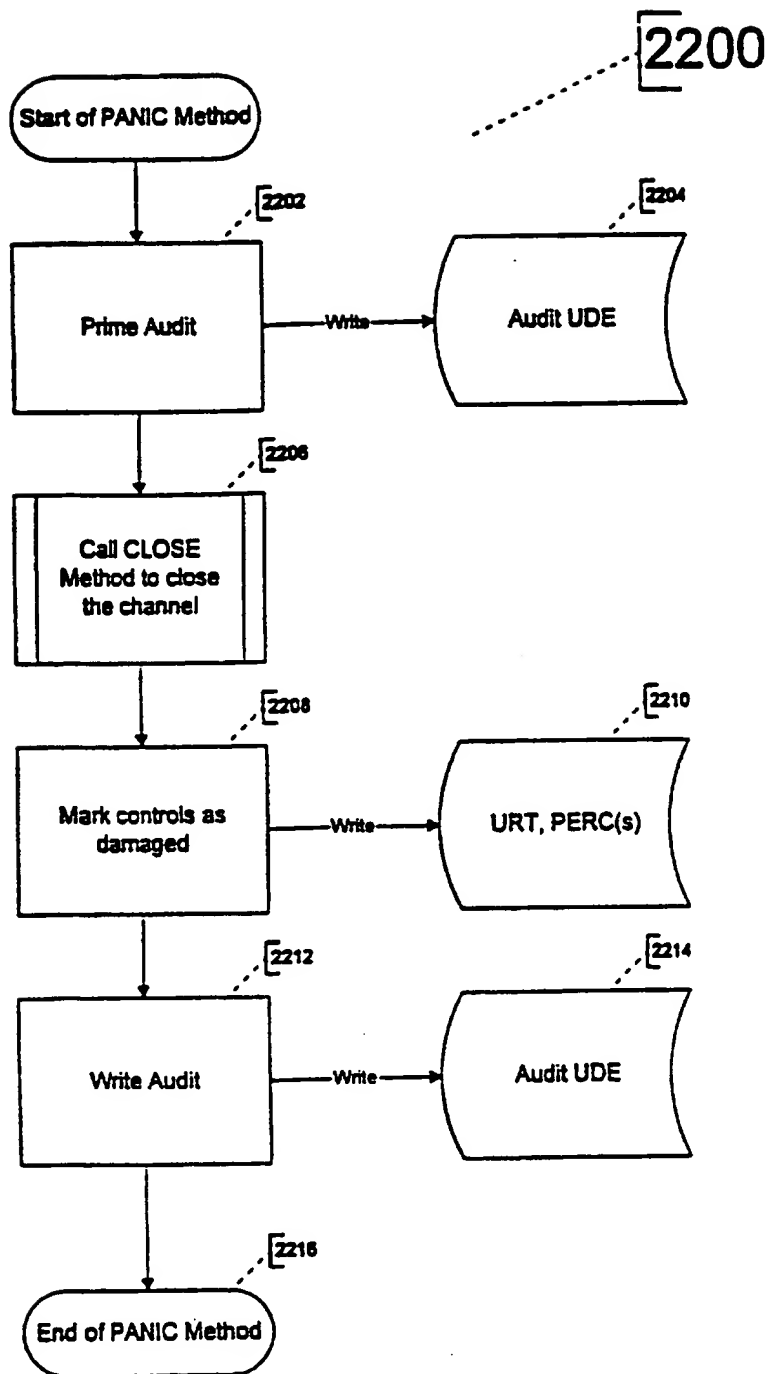 2200
Start of PANIC Method
2202
2204
Prime Audit
Write
Audit UDE
2206
Call CLOSE
Method to close
the channel
2208
2210
Mark controls as
damaged
Write
URT, PERC(s)
2212
2214
Write Audit
Write
Audit UDE
2216
End of PANIC Method